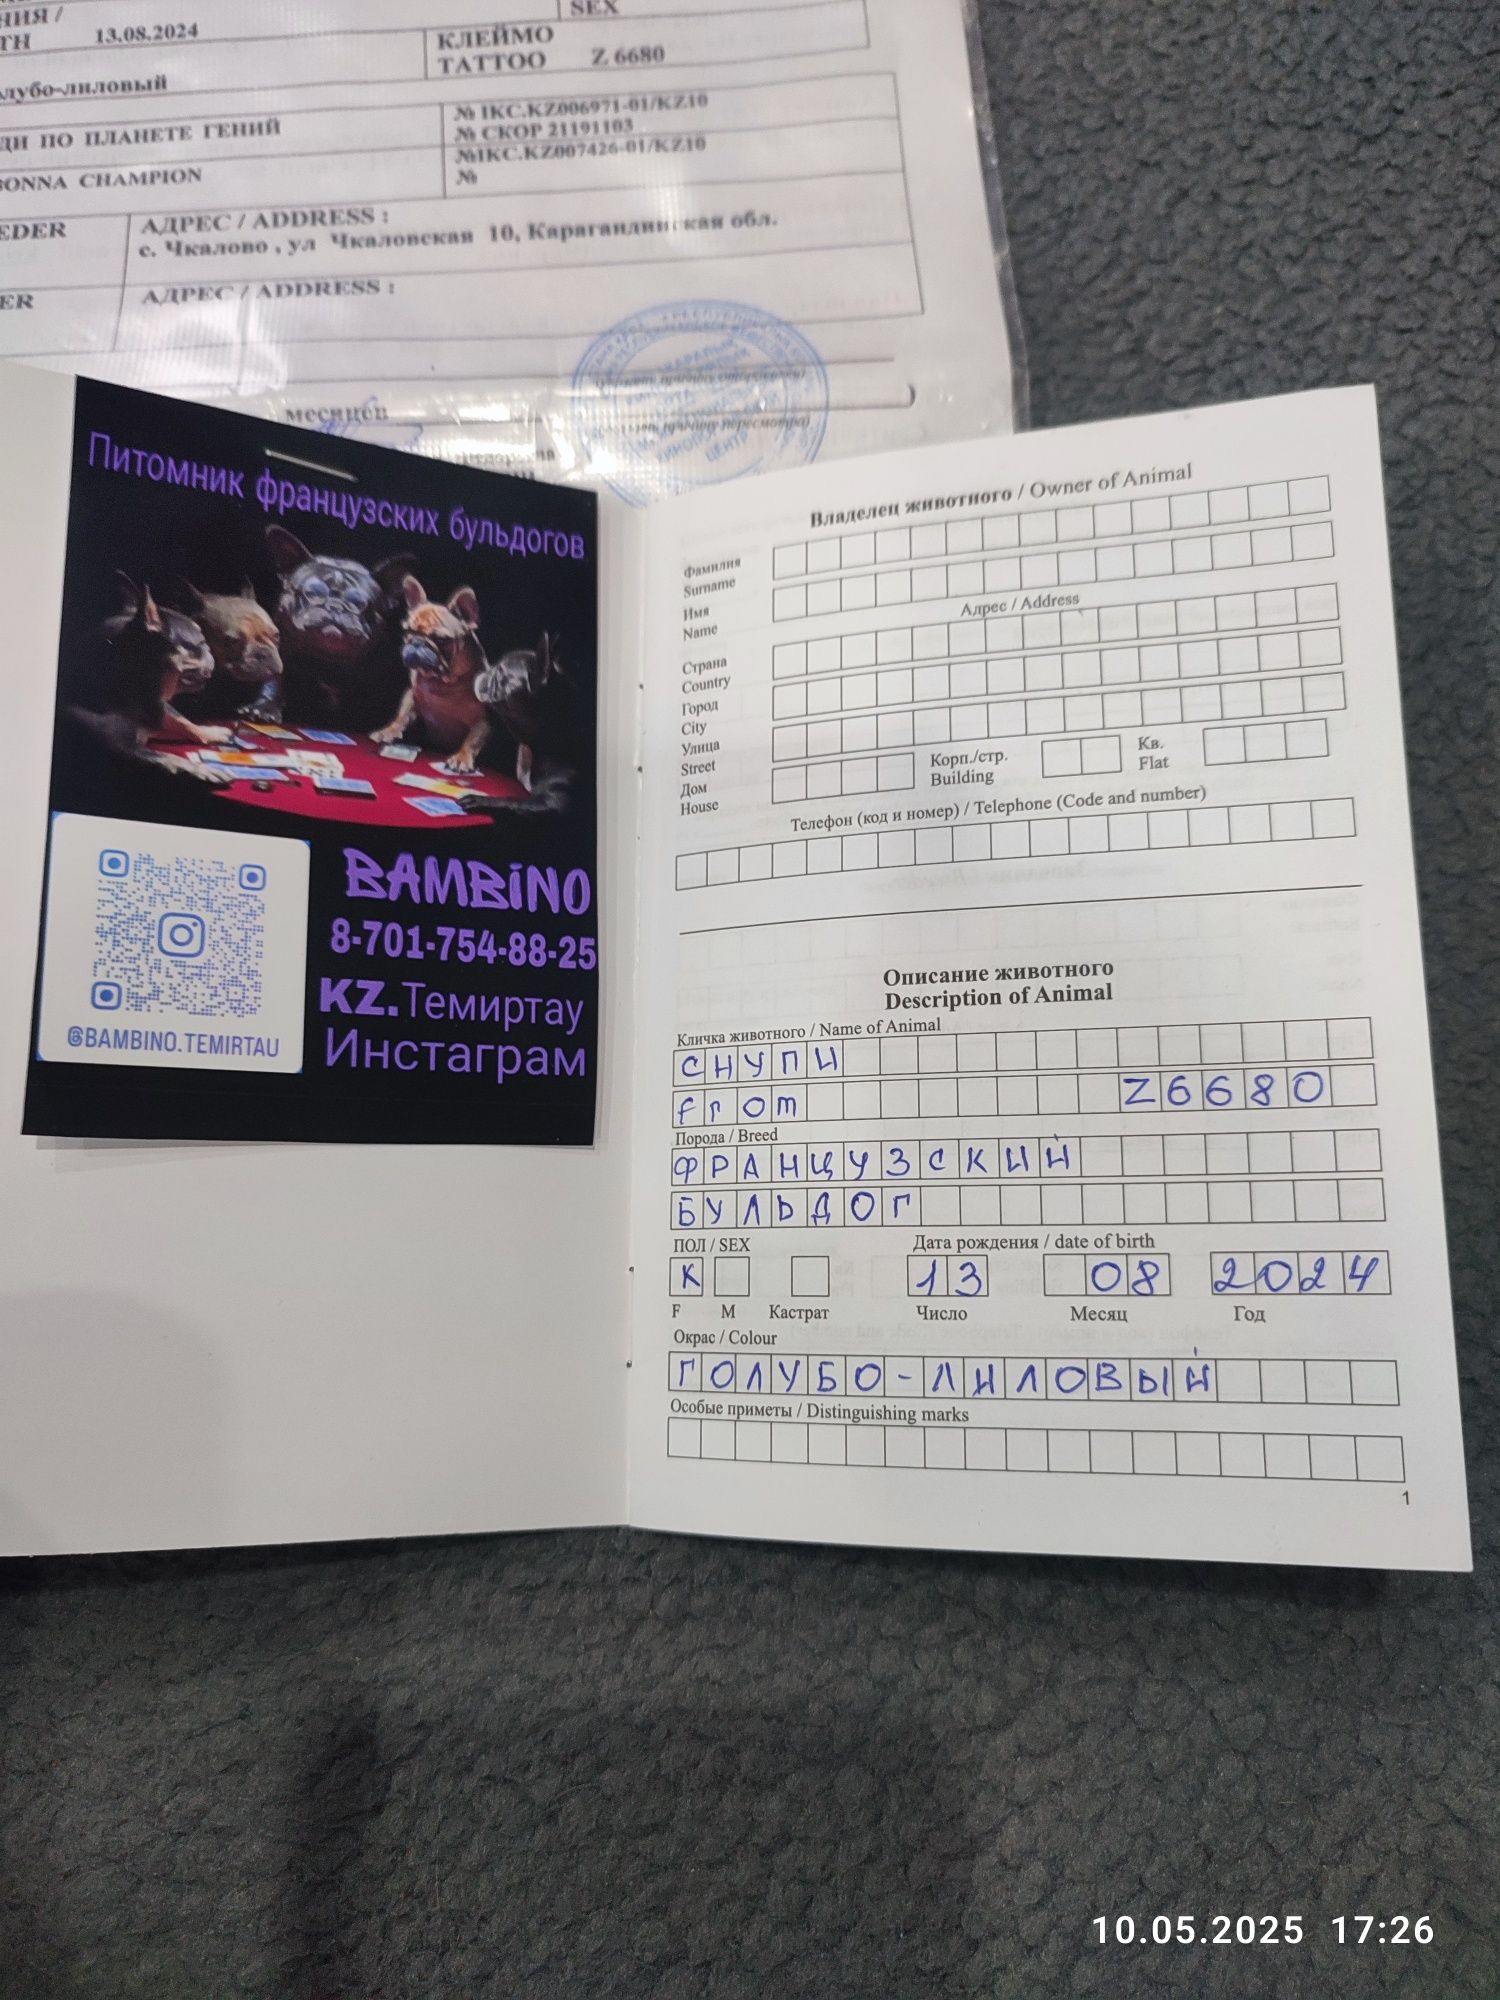 НИЯ /
TH 13.08.2024
SEX
КЛЕЙМО
TATTOO Z 6680
лубо-лиловый
ДИ ПО ПЛАНЕТЕ ГЕНИЙ
№ IKC.KZ006971-01/KZ10
№ СКОР 21191103
BONNA CHAMPION
№IKC.KZ007426-01/KZ10
№
EDER
АДРЕС / ADDRESS :
с. Чкалово , ул Чкаловская 10, Карагандинская обл.
ER
АДРЕС / ADDRESS :
месяцев
ЦЕНТР
Питомник французских бульдогов
BAMBINO
8-701-754-88-25
KZ.Темиртау
Инстаграм
@BAMBINO.TEMIRTAU
Владелец животного / Owner of Animal
Фамилия
Surname
Имя
Name
Адрес / Address
Страна
Country
Город
City
Улица
Street
Дом
House
Корп./стр.
Building
Кв.
Flat
Телефон (код и номер) / Telephone (Code and number)
Описание животного
Description of Animal
Кличка животного / Name of Animal
СНУПИ
from Z6680
Порода / Breed
ФРАНЦУЗСКИЙ
БУЛЬДОГ
ПОЛ / SEX
Дата рождения / date of birth
K 13 08 2024
F M Кастрат Число Месяц Год
Окрас / Colour
ГОЛУБО-ЛИЛОВЫЙ
Особые приметы / Distinguishing marks
1
10.05.2025 17:26